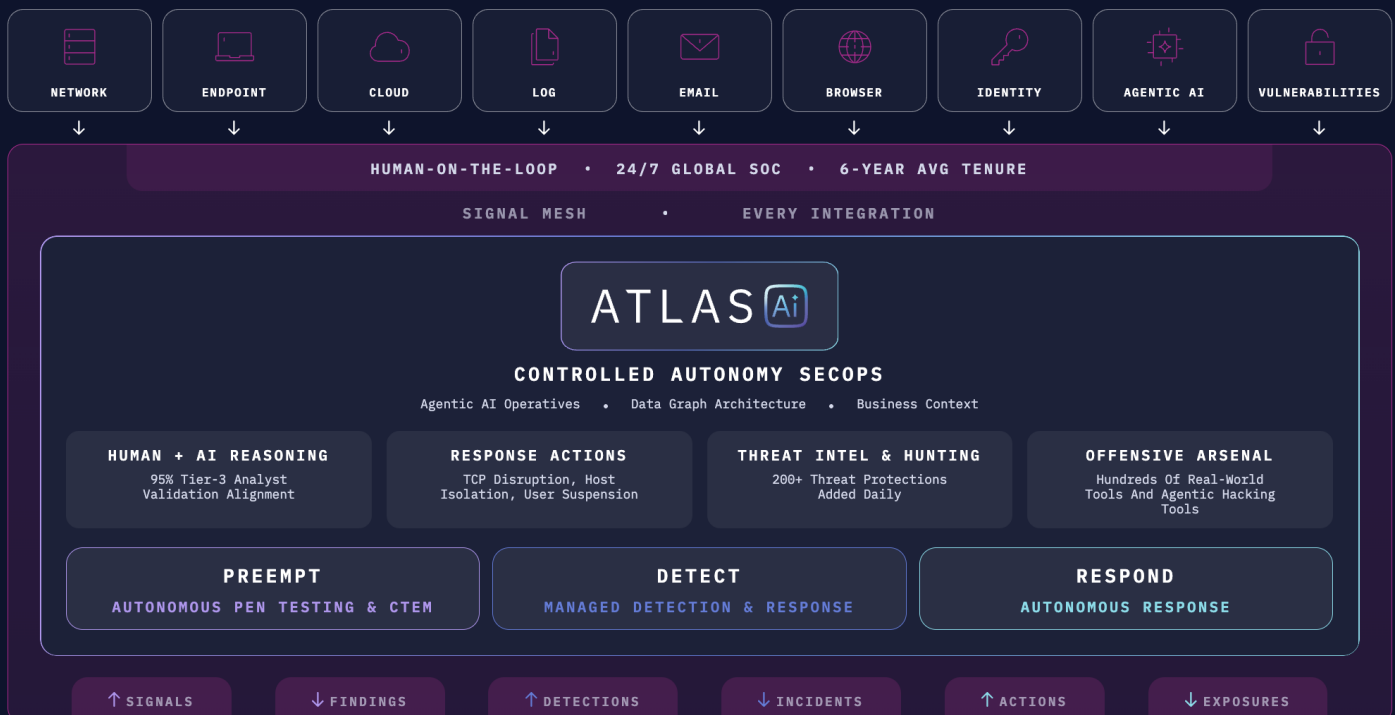 NETWORK
ENDPOINT
CLOUD
LOG
EMAIL
BROWSER
IDENTITY
AGENTIC AI
VULNERABILITIES
HUMAN-ON-THE-LOOP • 24/7 GLOBAL SOC • 6-YEAR AVG TENURE
SIGNAL MESH • EVERY INTEGRATION
ATLAS Ai
CONTROLLED AUTONOMY SECOPS
Agentic AI Operatives • Data Graph Architecture • Business Context
HUMAN + AI REASONING
95% Tier-3 Analyst
Validation Alignment
RESPONSE ACTIONS
TCP Disruption, Host
Isolation, User Suspension
THREAT INTEL & HUNTING
200+ Threat Protections
Added Daily
OFFENSIVE ARSENAL
Hundreds Of Real-World
Tools And Agentic Hacking
Tools
PREEMPT
AUTONOMOUS PEN TESTING & CTEM
DETECT
MANAGED DETECTION & RESPONSE
RESPOND
AUTONOMOUS RESPONSE
↑ SIGNALS
↓ FINDINGS
↑ DETECTIONS
↓ INCIDENTS
↑ ACTIONS
↓ EXPOSURES